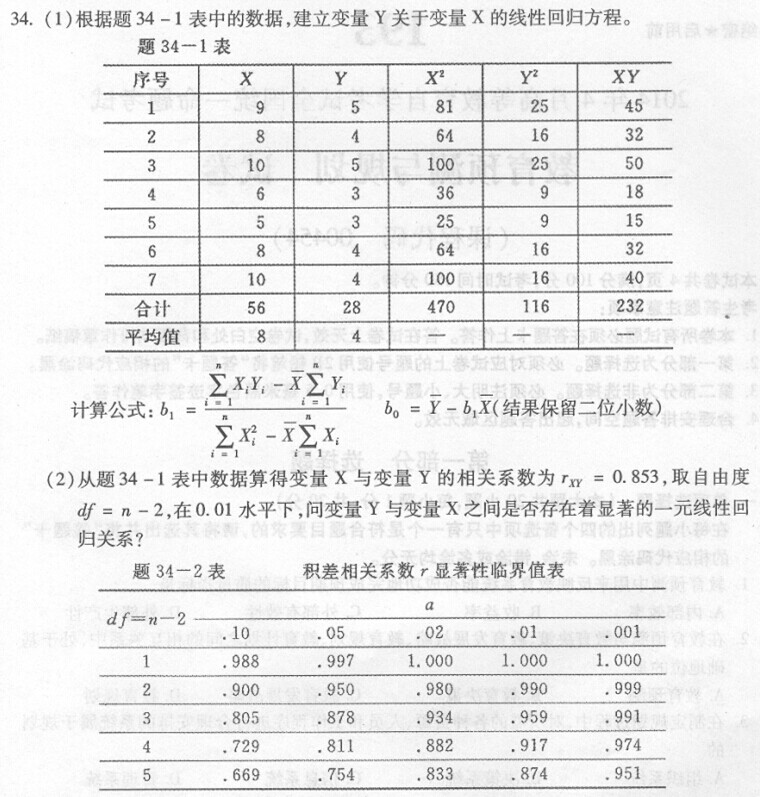 34. (1)根据题34-1表中的数据,建立变量Y关于变量X的线性回归方程。
题34-1表
序号 X Y X² Y² XY
1 9 5 81 25 45
2 8 4 64 16 32
3 10 5 100 25 50
4 6 3 36 9 18
5 5 3 25 9 15
6 8 4 64 16 32
7 10 4 100 16 40
合计 56 28 470 116 232
平均值 8 4 — — —
计算公式: b₁ = (∑ⁿᵢ₌₁ XᵢYᵢ - X̄∑ⁿᵢ₌₁ Yᵢ) / (∑ⁿᵢ₌₁ Xᵢ² - X̄∑ⁿᵢ₌₁ Xᵢ) b₀ = Ȳ - b₁X̄(结果保留二位小数)
(2)从题34-1表中数据算得变量X与变量Y的相关系数为r_XY = 0.853,取自由度
df = n-2,在0.01水平下,问变量Y与变量X之间是否存在着显著的一元线性回
归关系?
题34-2表 积差相关系数r显著性临界值表
df=n-2 a
.10 .05 .02 .01 .001
1 .988 .997 1.000 1.000 1.000
2 .900 .950 .980 .990 .999
3 .805 .878 .934 .959 .991
4 .729 .811 .882 .917 .974
5 .669 .754 .833 .874 .951